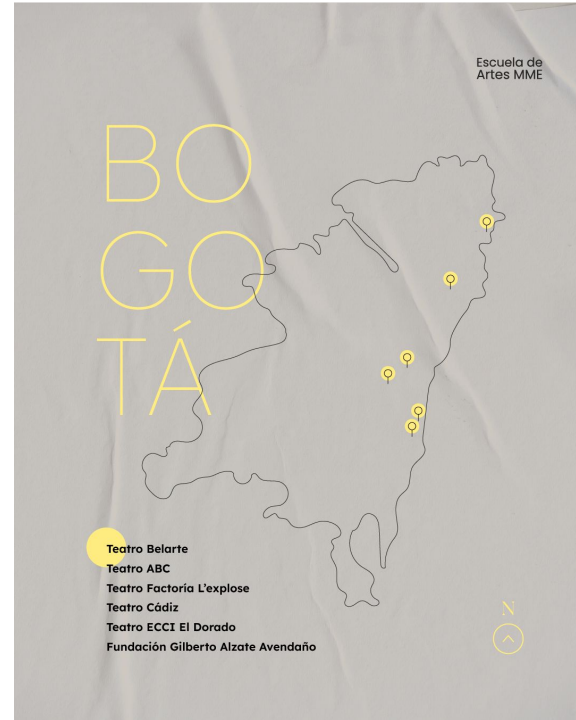 Escuela de
Artes MME
BO
GO
TÁ
Teatro Belarte
Teatro ABC
Teatro Factoría L'explose
Teatro Cádiz
Teatro ECCI El Dorado
Fundación Gilberto Alzate Avendaño
N